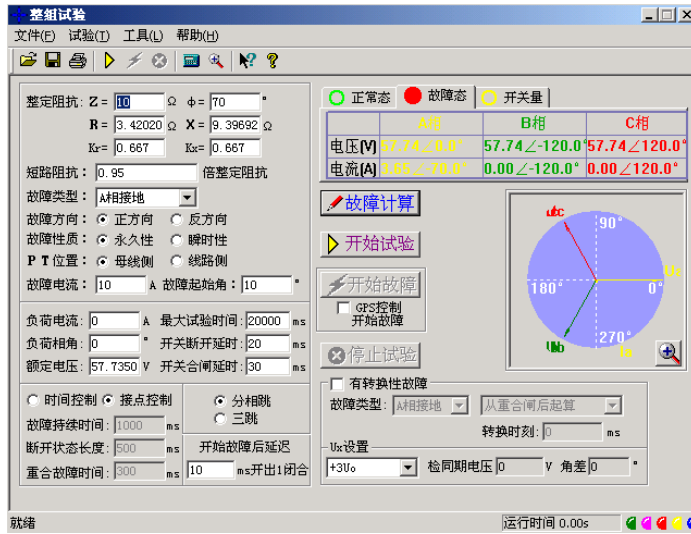 整组试验
文件(F) 试验(T) 工具(L) 帮助(H)
整定阻抗: Z = 10 Ω ϕ= 70 °
R = 3.42020 Ω X = 9.39692 Ω
Kr= 0.667 Kx= 0.667
短路阻抗: 0.95 倍整定阻抗
故障类型: A相接地
故障方向: 正方向 反方向
故障性质: 永久性 瞬时性
PT位置: 母线侧 线路侧
故障电流: 10 A 故障起始角: 10 °
负荷电流: 0 A 最大试验时间: 20000 ms
负荷相角: 0 ° 开关断开延时: 20 ms
额定电压: 57.7350 V 开关合闸延时: 30 ms
时间控制 接点控制 分相跳
故障持续时间: 1000 ms 三跳
断开状态长度: 500 ms 开始故障后延迟
重合故障时间: 300 ms 10 ms开出1闭合
正常态 故障态 开关量
A相 B相 C相
电压(V) 57.74∠0.0° 57.74∠-120.0° 57.74∠120.0°
电流(A) 3.65∠-70.0° 0.00∠-120.0° 0.00∠120.0°
故障计算
开始试验
开始故障
GPS控制
开始故障
停止试验
90°
180° 0°
270°
Ux
Ia
有转换性故障
故障类型: A相接地 从重合闸后起算
转换时刻: 0 ms
Ux设置
+3Uo 检同期电压 0 V 角差 0 °
就绪 运行时间 0.00s